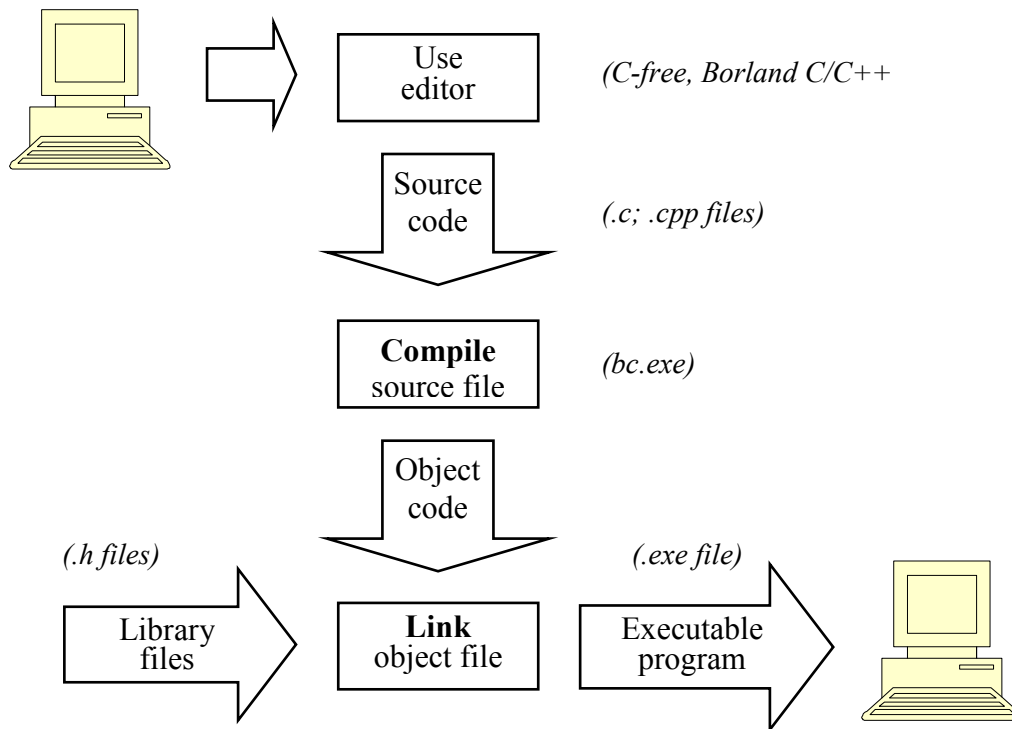 Use
editor
(C-free, Borland C/C++
Source
code
(.c; .cpp files)
Compile
source file
(bc.exe)
Object
code
(.h files)
(.exe file)
Library
files
Link
object file
Executable
program